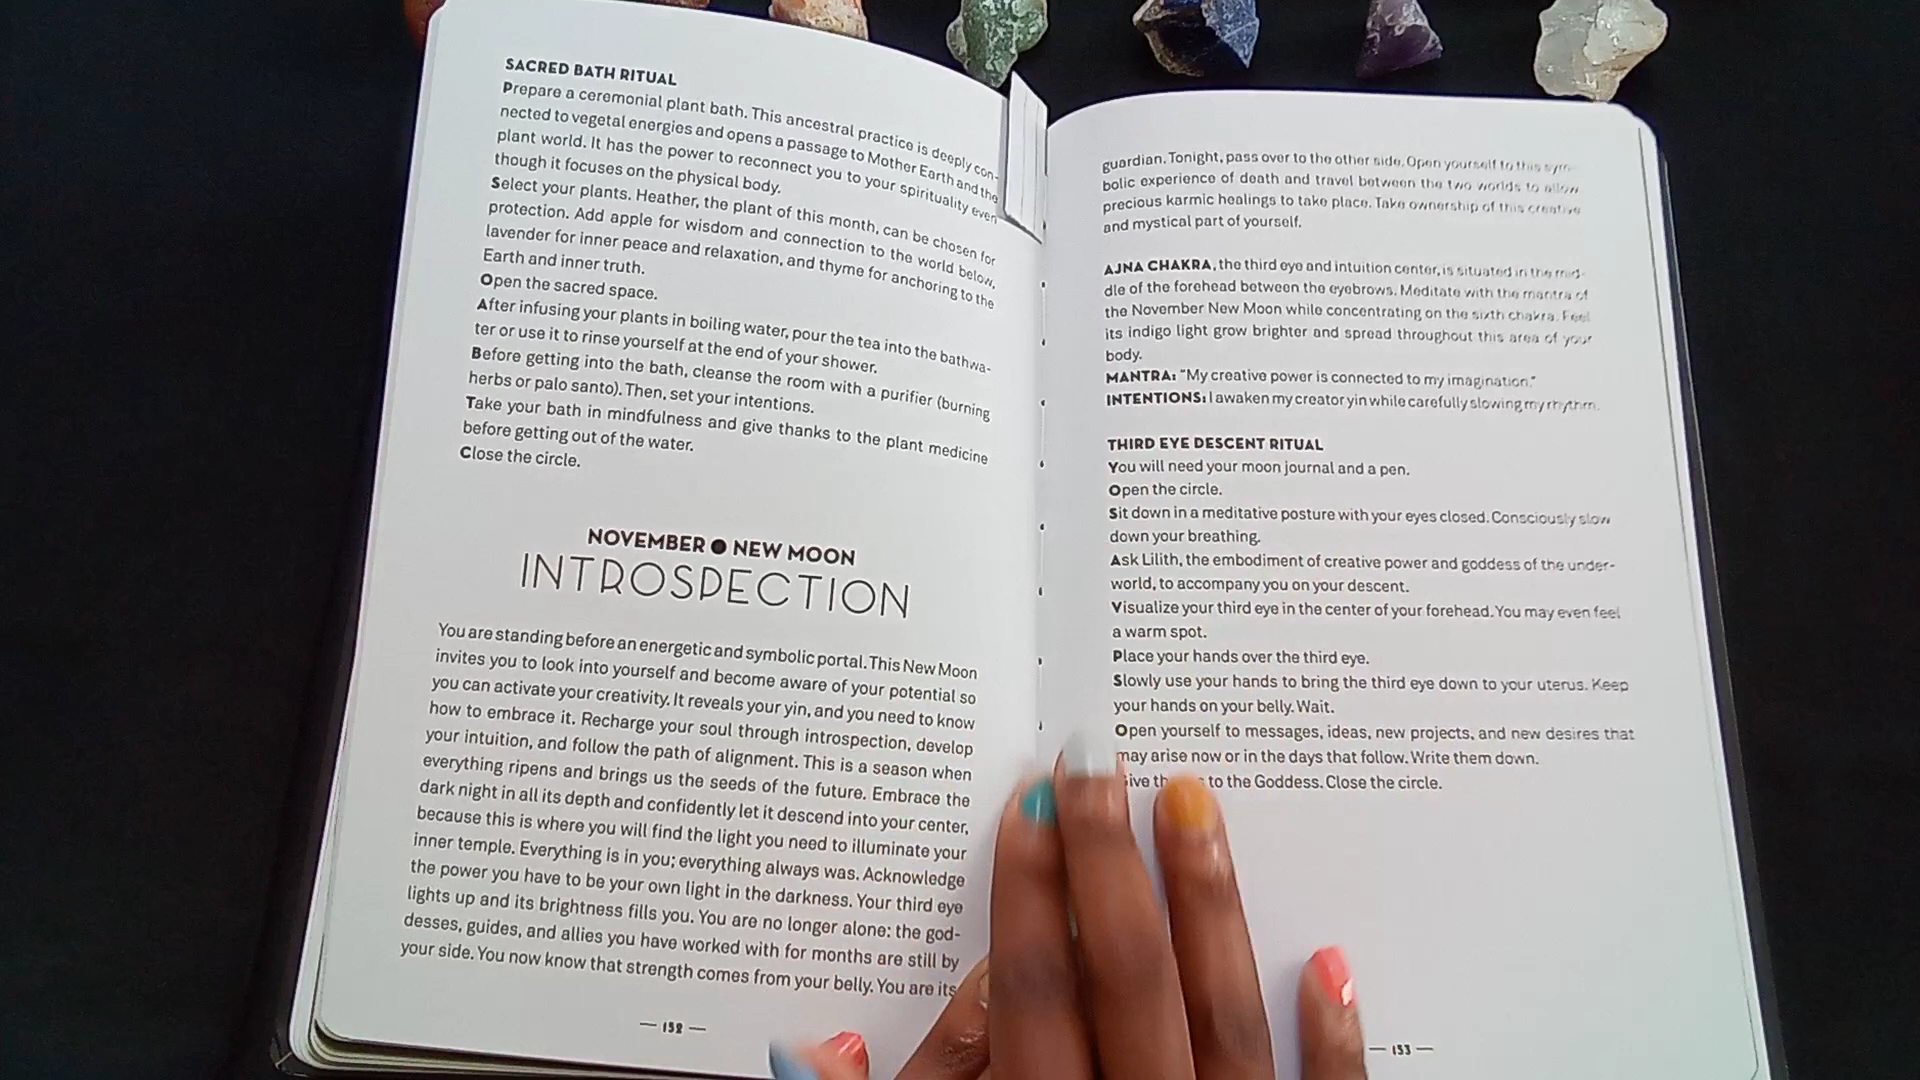 SACRED BATH RITUAL
Prepare a ceremonial plant bath. This ancestral practice is deeply con-
nected to vegetal energies and opens a passage to Mother Earth and the
plant world. It has the power to reconnect you to your spirituality even
though it focuses on the physical body.
Select your plants. Heather, the plant of this month, can be chosen for
protection. Add apple for wisdom and connection to the world below,
lavender for inner peace and relaxation, and thyme for anchoring to the
Earth and inner truth.
Open the sacred space.
After infusing your plants in boiling water, pour the tea into the bathwa-
ter or use it to rinse yourself at the end of your shower.
Before getting into the bath, cleanse the room with a purifier (burning
herbs or palo santo). Then, set your intentions.
Take your bath in mindfulness and give thanks to the plant medicine
before getting out of the water.
Close the circle.
NOVEMBER ● NEW MOON
INTROSPECTION
You are standing before an energetic and symbolic portal. This New Moon
invites you to look into yourself and become aware of your potential so
you can activate your creativity. It reveals your yin, and you need to know
how to embrace it. Recharge your soul through introspection, develop
your intuition, and follow the path of alignment. This is a season when
everything ripens and brings us the seeds of the future. Embrace the
dark night in all its depth and confidently let it descend into your center,
because this is where you will find the light you need to illuminate your
inner temple. Everything is in you; everything always was. Acknowledge
the power you have to be your own light in the darkness. Your third eye
lights up and its brightness fills you. You are no longer alone: the god-
desses, guides, and allies you have worked with for months are still by
your side. You now know that strength comes from your belly. You are its
— 132 —
guardian. Tonight, pass over to the other side. Open yourself to this sym-
bolic experience of death and travel between the two worlds to allow
precious karmic healings to take place. Take ownership of this creative
and mystical part of yourself.
AJNA CHAKRA, the third eye and intuition center, is situated in the mid-
dle of the forehead between the eyebrows. Meditate with the mantra of
the November New Moon while concentrating on the sixth chakra. Feel
its indigo light grow brighter and spread throughout this area of your
body.
MANTRA: "My creative power is connected to my imagination."
INTENTIONS: I awaken my creator yin while carefully slowing my rhythm.
THIRD EYE DESCENT RITUAL
You will need your moon journal and a pen.
Open the circle.
Sit down in a meditative posture with your eyes closed. Consciously slow
down your breathing.
Ask Lilith, the embodiment of creative power and goddess of the under-
world, to accompany you on your descent.
Visualize your third eye in the center of your forehead. You may even feel
a warm spot.
Place your hands over the third eye.
Slowly use your hands to bring the third eye down to your uterus. Keep
your hands on your belly. Wait.
Open yourself to messages, ideas, new projects, and new desires that
may arise now or in the days that follow. Write them down.
to the Goddess. Close the circle.
— 133 —